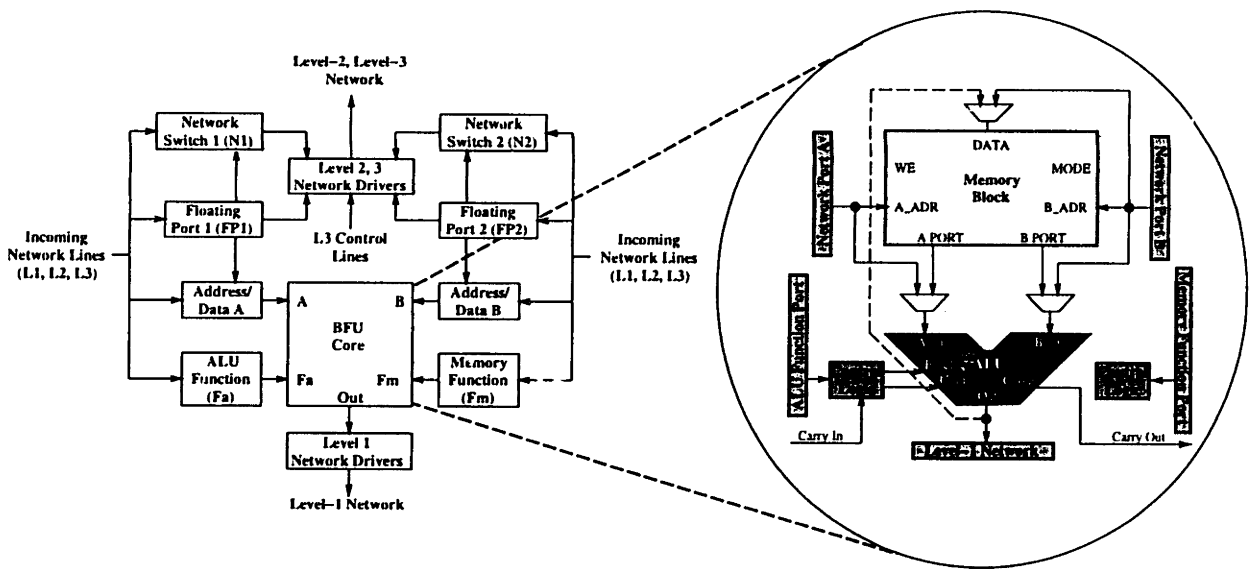 Level-2, Level-3
Network
Network
Switch 1 (N1)
Network
Switch 2 (N2)
Level 2, 3
Network Drivers
Floating
Port 1 (FP1)
Floating
Port 2 (FP2)
L3 Control
Lines
Incoming
Network Lines
(L1, L2, L3)
Incoming
Network Lines
(L1, L2, L3)
Address/
Data A
Address/
Data B
A
B
BFU
Core
ALU
Function
(Fa)
Memory
Function
(Fm)
Fa
Fm
Out
Level 1
Network Drivers
Level-1 Network
DATA
WE
MODE
Memory
Block
A_ADR
B_ADR
A PORT
B PORT
Network Port A
Network Port B
ALU Function Port
Memory Function Port
ALU
Carry In
Carry Out
Level-1 Network